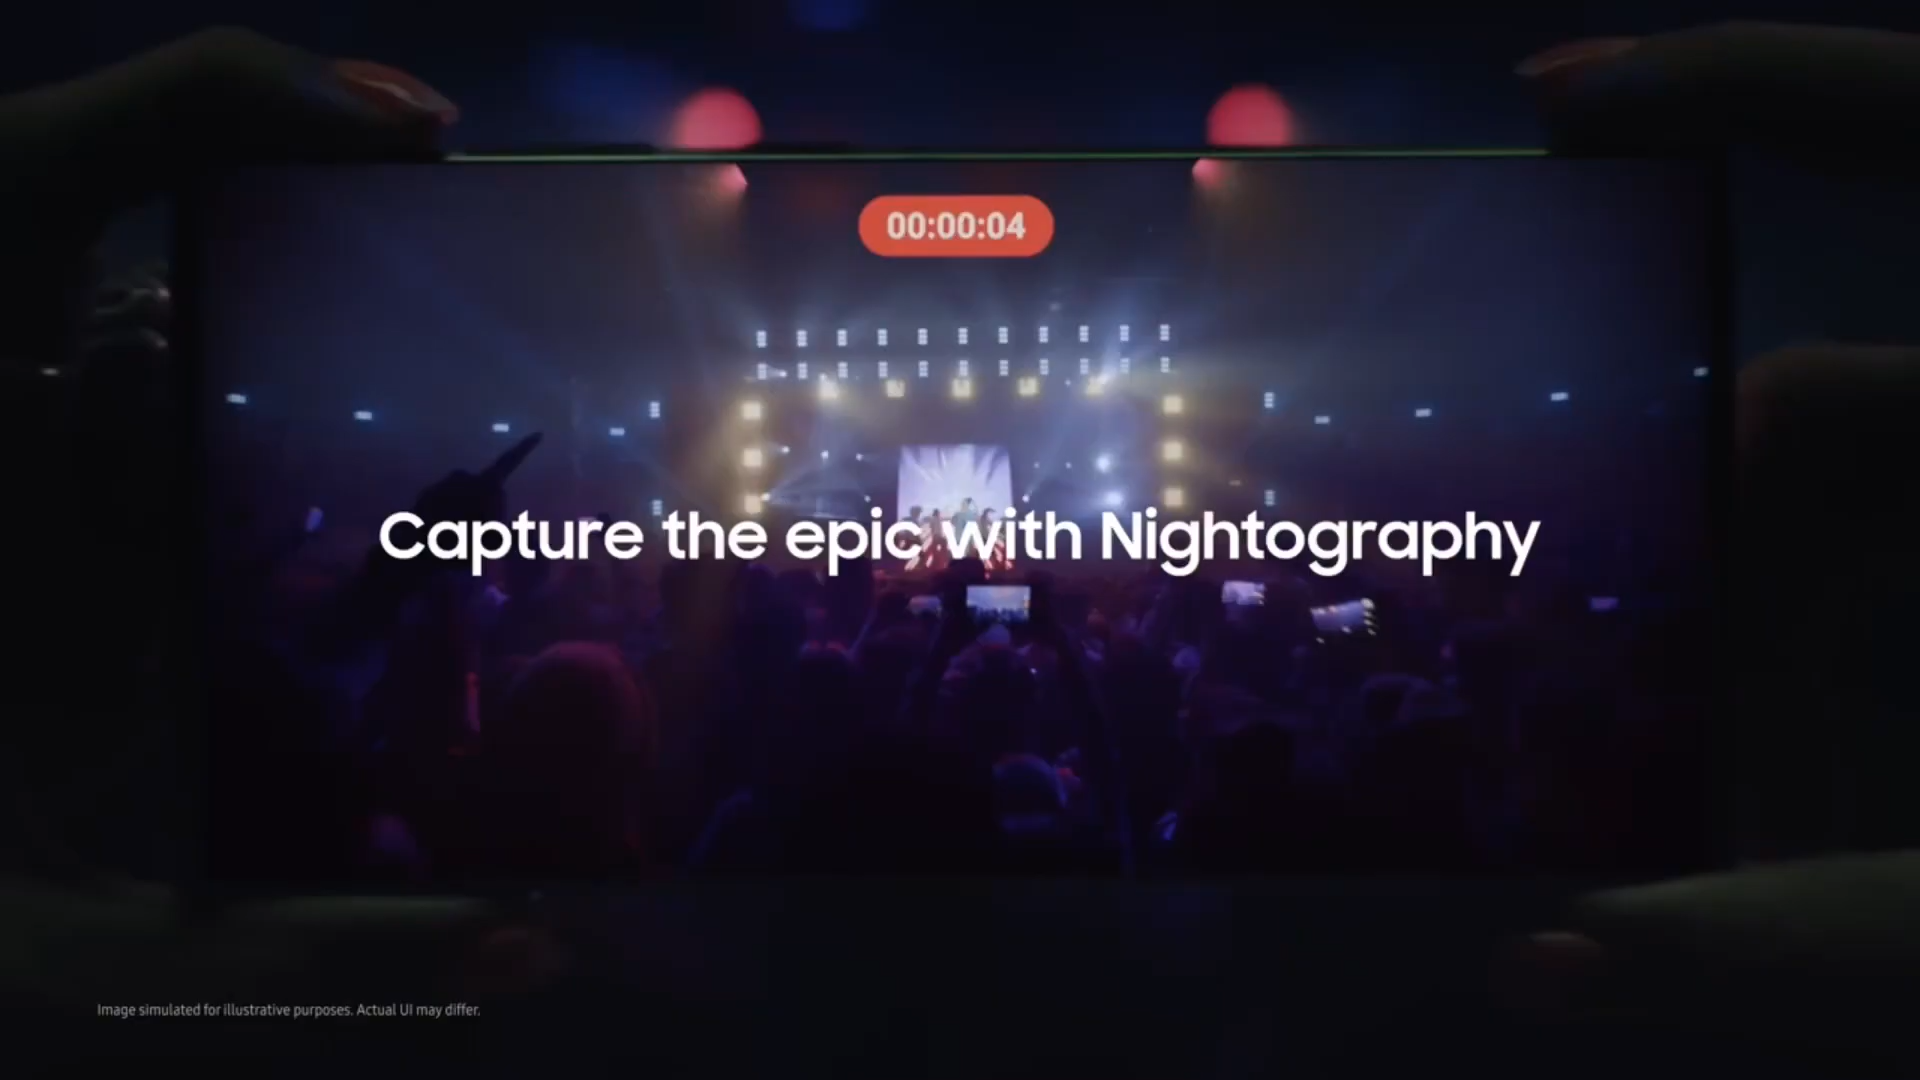 00:00:04
Capture the epic with Nightography
Image simulated for illustrative purposes. Actual UI may differ.